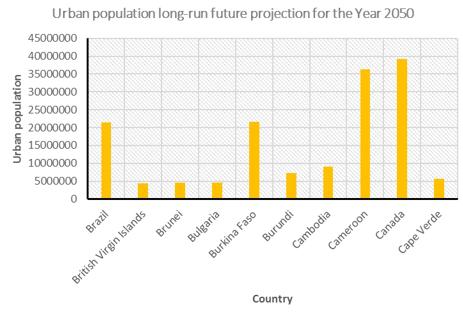 Urban population long-run future projection for the Year 2050
Urban population
45000000
40000000
35000000
30000000
25000000
20000000
15000000
10000000
5000000
0
Brazil
British Virgin Islands
Brunei
Bulgaria
Burkina Faso
Burundi
Cambodia
Cameroon
Canada
Cape Verde
Country